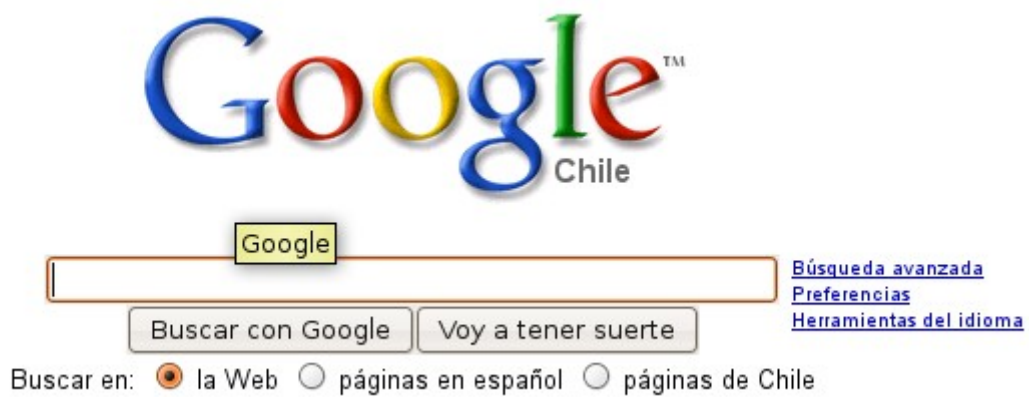 Google™
Chile
Google
Búsqueda avanzada
Preferencias
Herramientas del idioma
Buscar con Google Voy a tener suerte
Buscar en: la Web páginas en español páginas de Chile